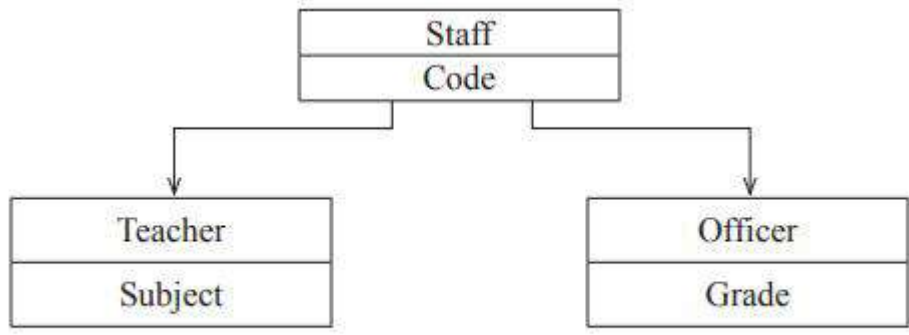 Staff
Code
Teacher
Subject
Officer
Grade